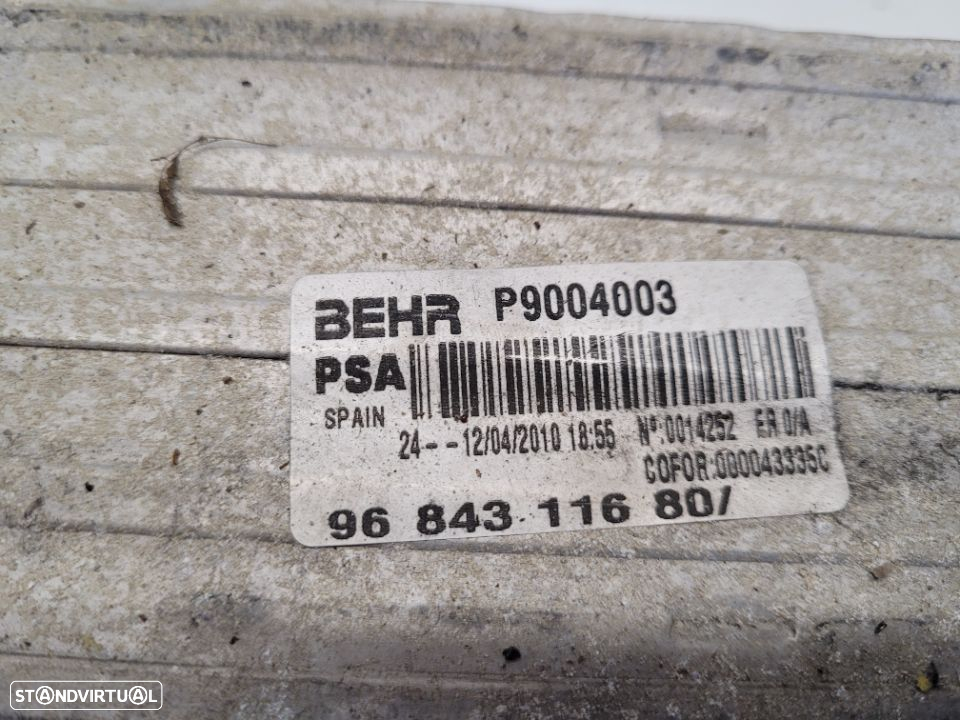 BEHR P9004003
PSA
SPAIN
24--12/04/2010 18:55 Nº:0014252 ER 0/A
COFOR:000043335C
96 843 116 80/
STANDVIRTUAL